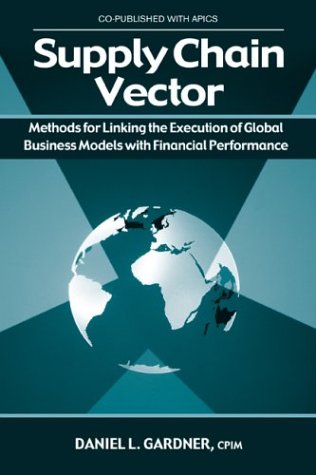 CO-PUBLISHED WITH APICS
Supply Chain
Vector
Methods for Linking the Execution of Global
Business Models with Financial Performance
DANIEL L. GARDNER, CPIM